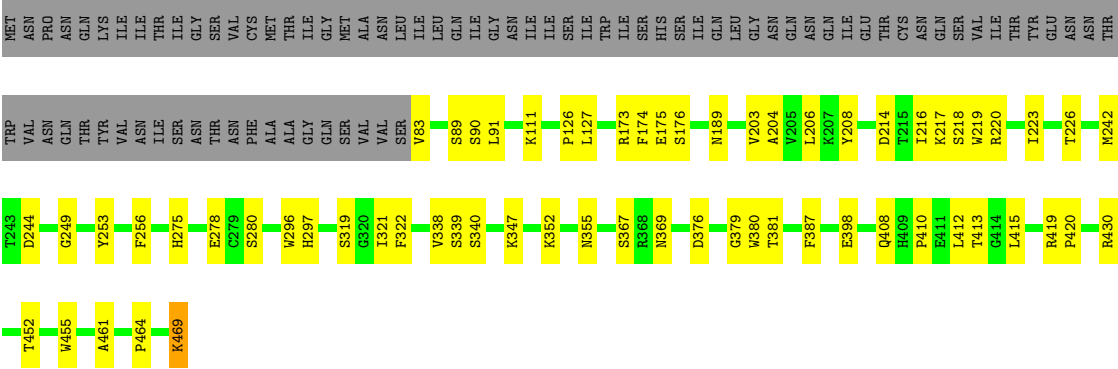 MET ASN PRO ASN GLN LYS ILE ILE THR ILE GLY SER VAL CYS MET THR ILE GLY MET ALA ASN LEU ILE LEU GLN ILE GLY ASN ILE ILE SER ILE TRP ILE SER HIS SER ILE GLN LEU GLY ASN GLN ASN GLN ILE GLU THR CYS ASN GLN SER VAL ILE THR TYR GLU ASN ASN THR
TRP VAL ASN GLN THR TYR VAL ASN ILE SER ASN THR ASN PHE ALA ALA GLY GLN SER VAL VAL SER V83 S89 S90 L91 K111 P126 L127 R173 F174 E175 S176 N189 V203 A204 V205 L206 K207 Y208 D214 T215 I216 K217 S218 W219 R220 I223 T226 M242
T243 D244 G249 Y253 F256 H275 E278 C279 S280 W296 H297 S319 G320 I321 F322 V338 S339 S340 K347 K352 N355 S367 R368 N369 D376 G379 W380 T381 F387 E398 Q408 H409 P410 E411 L412 T413 G414 L415 R419 P420 R430
T452 W455 A461 P464 K469